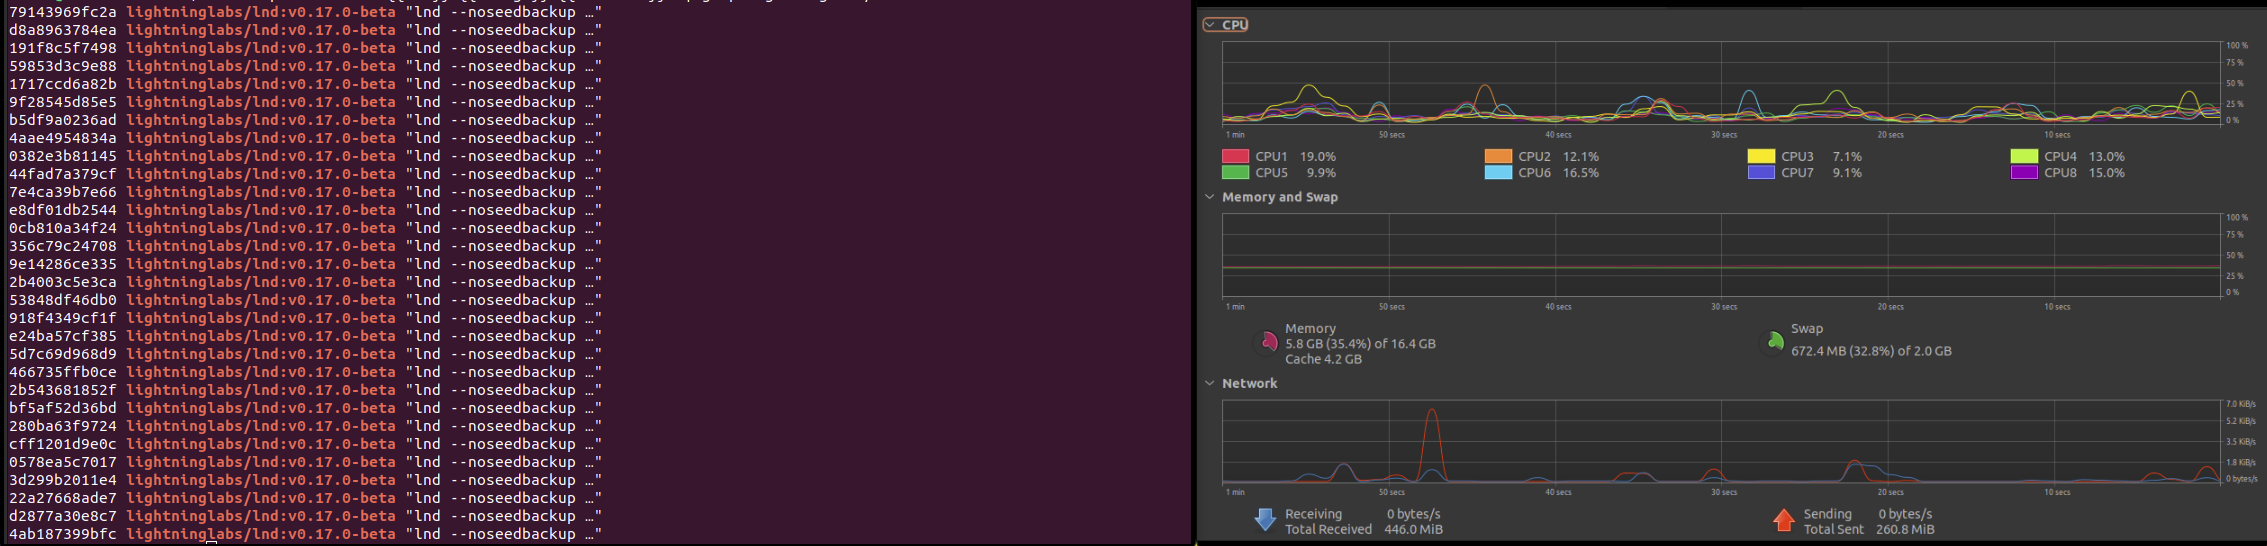 79143969fc2a lightninglabs/lnd:v0.17.0-beta "lnd --noseedbackup …"
d8a8963784ea lightninglabs/lnd:v0.17.0-beta "lnd --noseedbackup …"
191f8c5f7498 lightninglabs/lnd:v0.17.0-beta "lnd --noseedbackup …"
59853d3c9e88 lightninglabs/lnd:v0.17.0-beta "lnd --noseedbackup …"
1717ccd6a82b lightninglabs/lnd:v0.17.0-beta "lnd --noseedbackup …"
9f28545d85e5 lightninglabs/lnd:v0.17.0-beta "lnd --noseedbackup …"
b5df9a0236ad lightninglabs/lnd:v0.17.0-beta "lnd --noseedbackup …"
4aae4954834a lightninglabs/lnd:v0.17.0-beta "lnd --noseedbackup …"
0382e3b81145 lightninglabs/lnd:v0.17.0-beta "lnd --noseedbackup …"
44fad7a379cf lightninglabs/lnd:v0.17.0-beta "lnd --noseedbackup …"
7e4ca39b7e66 lightninglabs/lnd:v0.17.0-beta "lnd --noseedbackup …"
e8df01db2544 lightninglabs/lnd:v0.17.0-beta "lnd --noseedbackup …"
0cb810a34f24 lightninglabs/lnd:v0.17.0-beta "lnd --noseedbackup …"
356c79c24708 lightninglabs/lnd:v0.17.0-beta "lnd --noseedbackup …"
9e14286ce335 lightninglabs/lnd:v0.17.0-beta "lnd --noseedbackup …"
2b4003c5e3ca lightninglabs/lnd:v0.17.0-beta "lnd --noseedbackup …"
53848df46db0 lightninglabs/lnd:v0.17.0-beta "lnd --noseedbackup …"
918f4349cf1f lightninglabs/lnd:v0.17.0-beta "lnd --noseedbackup …"
e24ba57cf385 lightninglabs/lnd:v0.17.0-beta "lnd --noseedbackup …"
5d7c69d968d9 lightninglabs/lnd:v0.17.0-beta "lnd --noseedbackup …"
466735ffb0ce lightninglabs/lnd:v0.17.0-beta "lnd --noseedbackup …"
2b543681852f lightninglabs/lnd:v0.17.0-beta "lnd --noseedbackup …"
bf5af52d36bd lightninglabs/lnd:v0.17.0-beta "lnd --noseedbackup …"
280ba63f9724 lightninglabs/lnd:v0.17.0-beta "lnd --noseedbackup …"
cff1201d9e0c lightninglabs/lnd:v0.17.0-beta "lnd --noseedbackup …"
0578ea5c7017 lightninglabs/lnd:v0.17.0-beta "lnd --noseedbackup …"
3d299b2011e4 lightninglabs/lnd:v0.17.0-beta "lnd --noseedbackup …"
22a27668ade7 lightninglabs/lnd:v0.17.0-beta "lnd --noseedbackup …"
d2877a30e8c7 lightninglabs/lnd:v0.17.0-beta "lnd --noseedbackup …"
4ab187399bfc lightninglabs/lnd:v0.17.0-beta "lnd --noseedbackup …"
CPU
100 %
75 %
50 %
25 %
0 %
1 min 50 secs 40 secs 30 secs 20 secs 10 secs
CPU1 19.0% CPU2 12.1% CPU3 7.1% CPU4 13.0%
CPU5 9.9% CPU6 16.5% CPU7 9.1% CPU8 15.0%
Memory and Swap
100 %
75 %
50 %
25 %
0 %
1 min 50 secs 40 secs 30 secs 20 secs 10 secs
Memory
5.8 GB (35.4%) of 16.4 GB
Cache 4.2 GB
Swap
672.4 MB (32.8%) of 2.0 GB
Network
7.0 KiB/s
5.2 KiB/s
3.5 KiB/s
1.8 KiB/s
0 bytes/s
1 min 50 secs 40 secs 30 secs 20 secs 10 secs
Receiving 0 bytes/s
Total Received 446.0 MiB
Sending 0 bytes/s
Total Sent 260.8 MiB